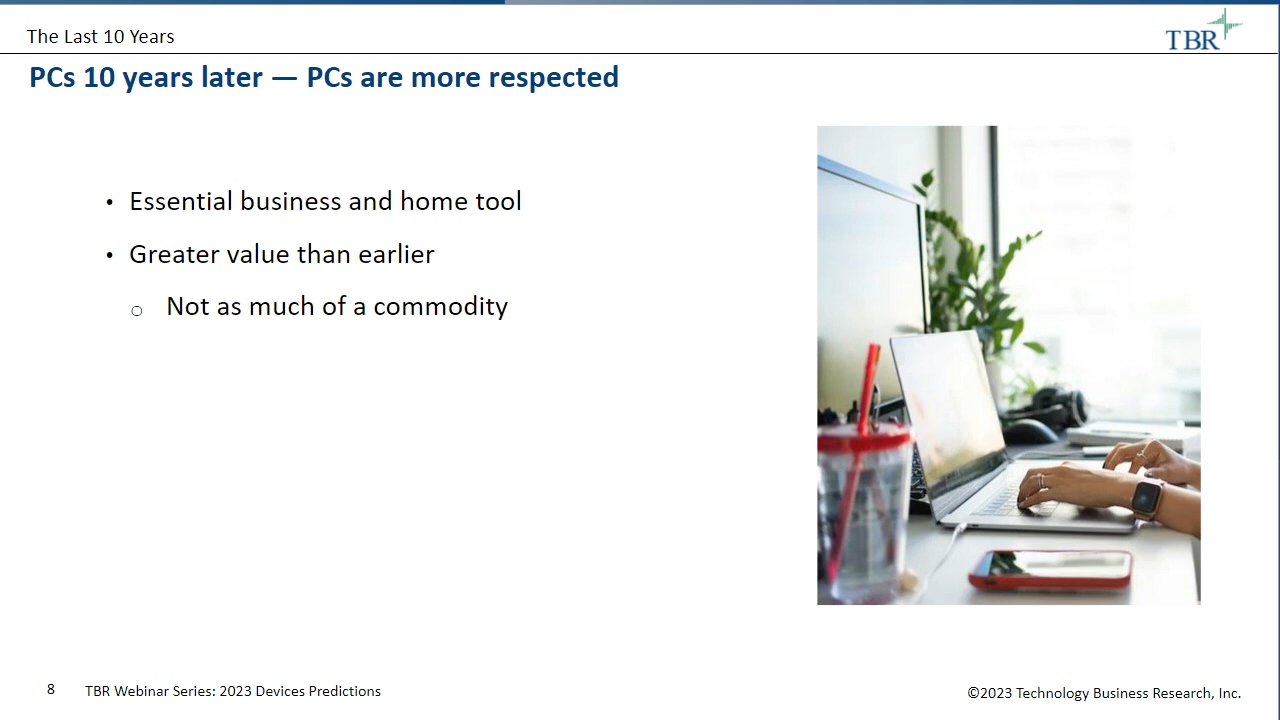 The Last 10 Years
TBR
PCs 10 years later — PCs are more respected
• Essential business and home tool
• Greater value than earlier
o Not as much of a commodity
8 TBR Webinar Series: 2023 Devices Predictions
©2023 Technology Business Research, Inc.